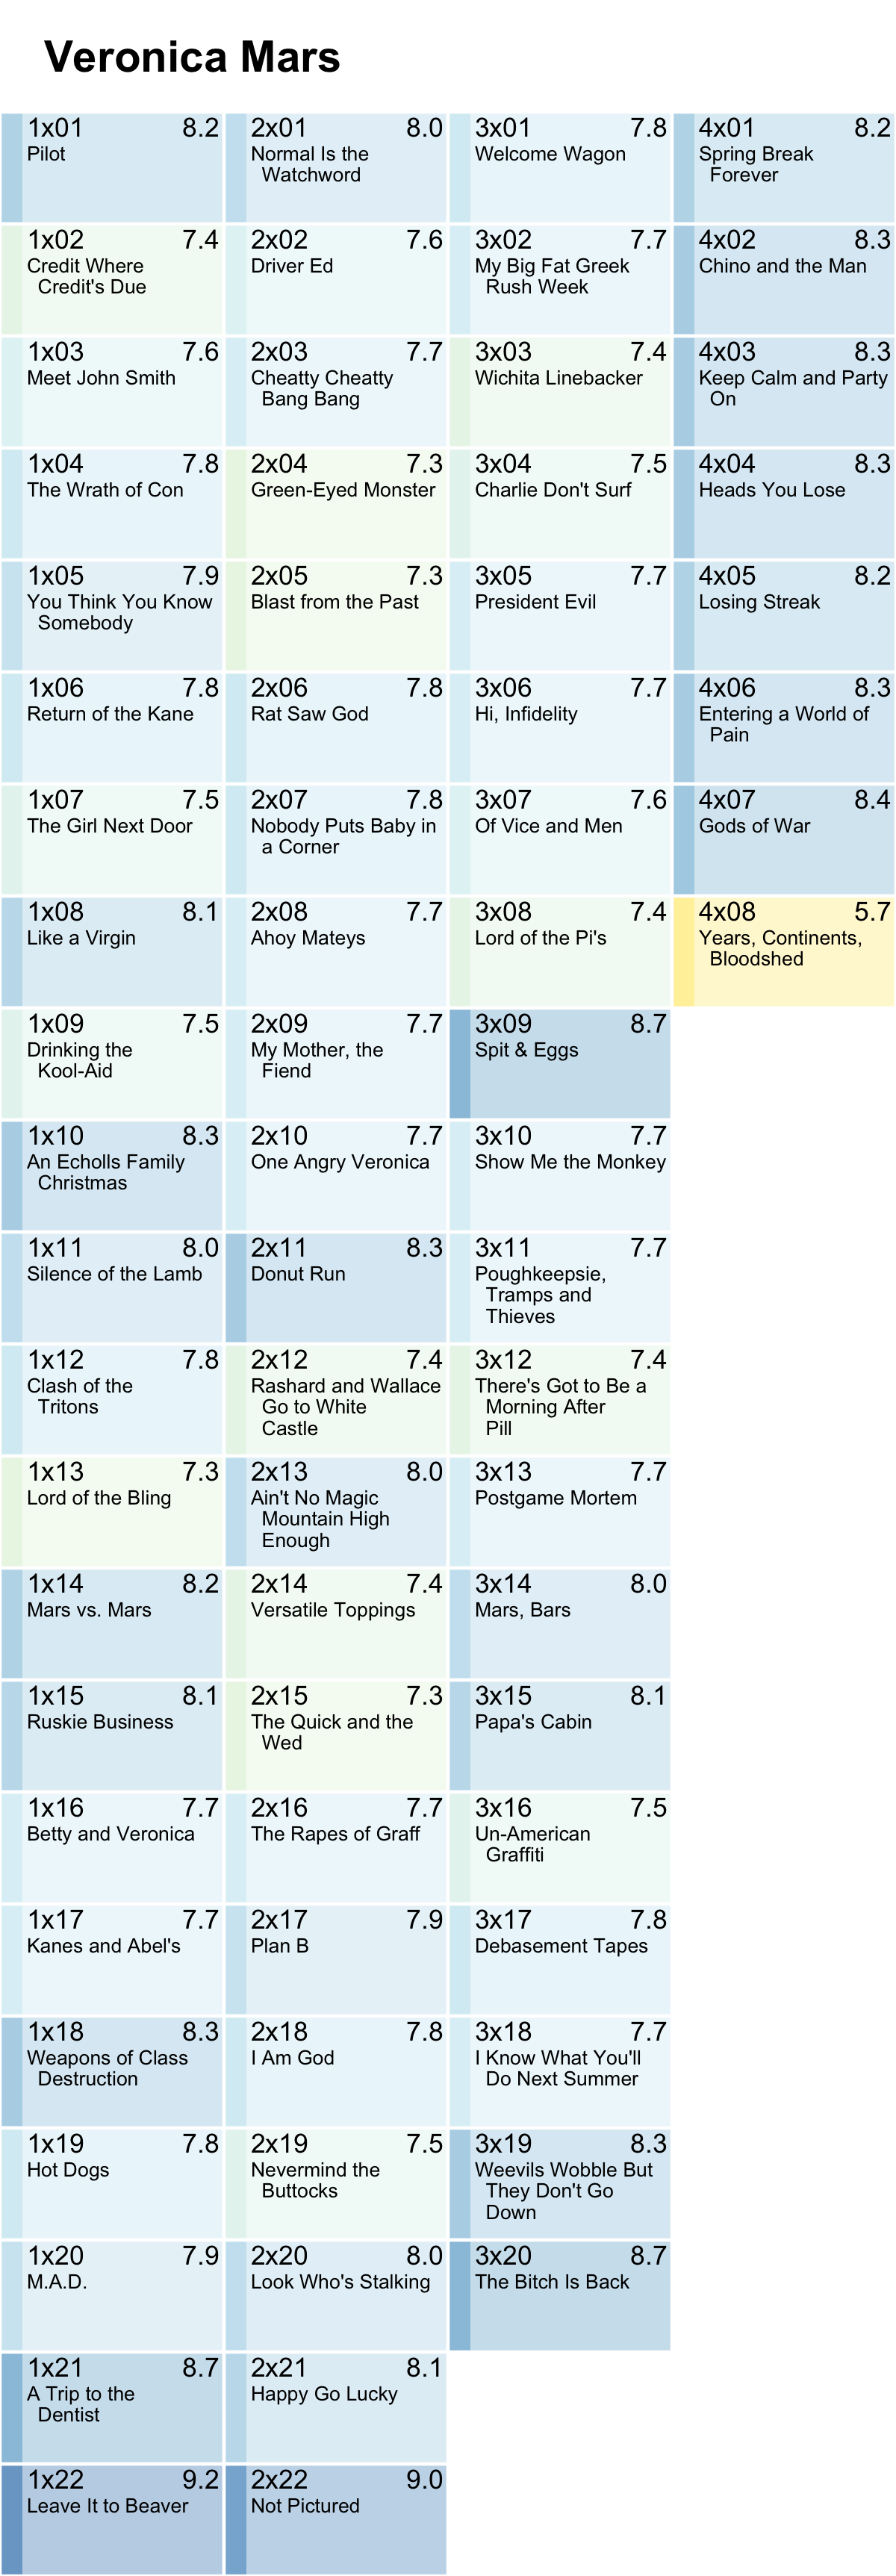 Veronica Mars
1x01 8.2
Pilot
1x02 7.4
Credit Where
Credit's Due
1x03 7.6
Meet John Smith
1x04 7.8
The Wrath of Con
1x05 7.9
You Think You Know
Somebody
1x06 7.8
Return of the Kane
1x07 7.5
The Girl Next Door
1x08 8.1
Like a Virgin
1x09 7.5
Drinking the
Kool-Aid
1x10 8.3
An Echolls Family
Christmas
1x11 8.0
Silence of the Lamb
1x12 7.8
Clash of the
Tritons
1x13 7.3
Lord of the Bling
1x14 8.2
Mars vs. Mars
1x15 8.1
Ruskie Business
1x16 7.7
Betty and Veronica
1x17 7.7
Kanes and Abel's
1x18 8.3
Weapons of Class
Destruction
1x19 7.8
Hot Dogs
1x20 7.9
M.A.D.
1x21 8.7
A Trip to the
Dentist
1x22 9.2
Leave It to Beaver
2x01 8.0
Normal Is the
Watchword
2x02 7.6
Driver Ed
2x03 7.7
Cheatty Cheatty
Bang Bang
2x04 7.3
Green-Eyed Monster
2x05 7.3
Blast from the Past
2x06 7.8
Rat Saw God
2x07 7.8
Nobody Puts Baby in
a Corner
2x08 7.7
Ahoy Mateys
2x09 7.7
My Mother, the
Fiend
2x10 7.7
One Angry Veronica
2x11 8.3
Donut Run
2x12 7.4
Rashard and Wallace
Go to White
Castle
2x13 8.0
Ain't No Magic
Mountain High
Enough
2x14 7.4
Versatile Toppings
2x15 7.3
The Quick and the
Wed
2x16 7.7
The Rapes of Graff
2x17 7.9
Plan B
2x18 7.8
I Am God
2x19 7.5
Nevermind the
Buttocks
2x20 8.0
Look Who's Stalking
2x21 8.1
Happy Go Lucky
2x22 9.0
Not Pictured
3x01 7.8
Welcome Wagon
3x02 7.7
My Big Fat Greek
Rush Week
3x03 7.4
Wichita Linebacker
3x04 7.5
Charlie Don't Surf
3x05 7.7
President Evil
3x06 7.7
Hi, Infidelity
3x07 7.6
Of Vice and Men
3x08 7.4
Lord of the Pi's
3x09 8.7
Spit & Eggs
3x10 7.7
Show Me the Monkey
3x11 7.7
Poughkeepsie,
Tramps and
Thieves
3x12 7.4
There's Got to Be a
Morning After
Pill
3x13 7.7
Postgame Mortem
3x14 8.0
Mars, Bars
3x15 8.1
Papa's Cabin
3x16 7.5
Un-American
Graffiti
3x17 7.8
Debasement Tapes
3x18 7.7
I Know What You'll
Do Next Summer
3x19 8.3
Weevils Wobble But
They Don't Go
Down
3x20 8.7
The Bitch Is Back
4x01 8.2
Spring Break
Forever
4x02 8.3
Chino and the Man
4x03 8.3
Keep Calm and Party
On
4x04 8.3
Heads You Lose
4x05 8.2
Losing Streak
4x06 8.3
Entering a World of
Pain
4x07 8.4
Gods of War
4x08 5.7
Years, Continents,
Bloodshed